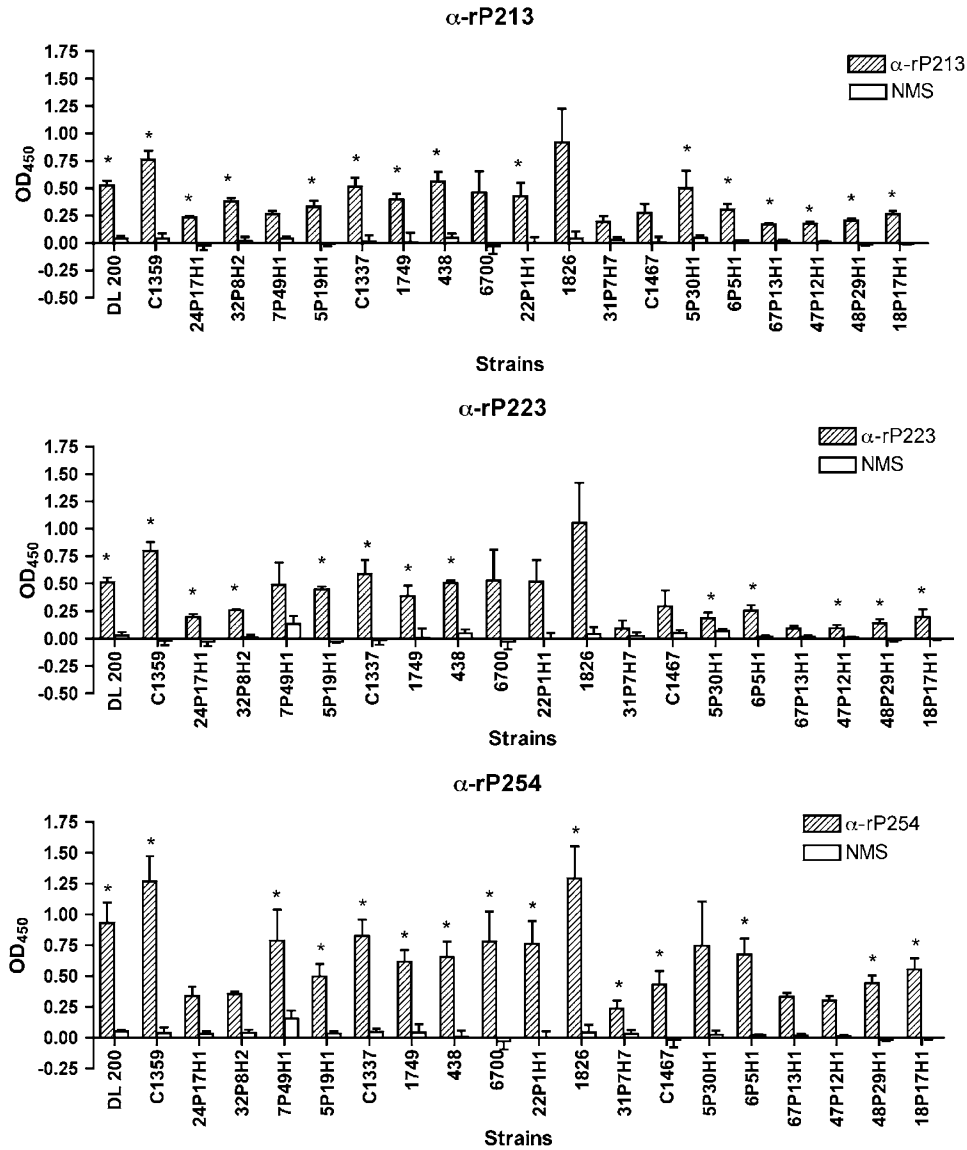 α-rP213
1.75
1.50
1.25
1.00
0.75
0.50
0.25
0.00
-0.25
-0.50
OD450
α-rP213
NMS
* * * * * * * * * * * * * * *
DL 200 C1359 24P17H1 32P8H2 7P49H1 5P19H1 C1337 1749 438 6700 22P1H1 1826 31P7H7 C1467 5P30H1 6P5H1 67P13H1 47P12H1 48P29H1 18P17H1
Strains
α-rP223
1.75
1.50
1.25
1.00
0.75
0.50
0.25
0.00
-0.25
-0.50
OD450
α-rP223
NMS
* * * * * * * * * * * * *
DL 200 C1359 24P17H1 32P8H2 7P49H1 5P19H1 C1337 1749 438 6700 22P1H1 1826 31P7H7 C1467 5P30H1 6P5H1 67P13H1 47P12H1 48P29H1 18P17H1
Strains
α-rP254
1.75
1.50
1.25
1.00
0.75
0.50
0.25
0.00
-0.25
OD450
α-rP254
NMS
* * * * * * * * * * * * * * *
DL 200 C1359 24P17H1 32P8H2 7P49H1 5P19H1 C1337 1749 438 6700 22P1H1 1826 31P7H7 C1467 5P30H1 6P5H1 67P13H1 47P12H1 48P29H1 18P17H1
Strains